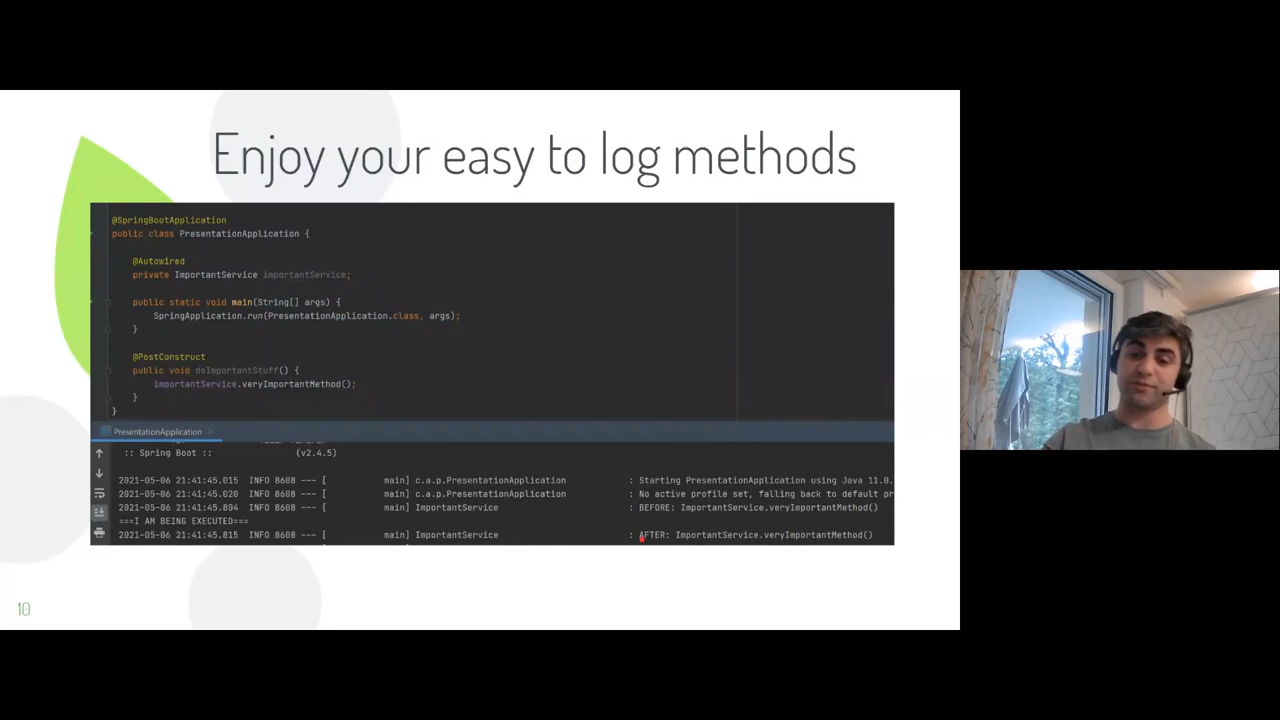 Enjoy your easy to log methods
@SpringBootApplication
public class PresentationApplication {
@Autowired
private ImportantService importantService;
public static void main(String[] args) {
SpringApplication.run(PresentationApplication.class, args);
}
@PostConstruct
public void doImportantStuff() {
importantService.veryImportantMethod();
}
}
PresentationApplication ×
:: Spring Boot :: (v2.4.5)
2021-05-06 21:41:45.015 INFO 8608 --- [ main] c.a.p.PresentationApplication : Starting PresentationApplication using Java 11.0.
2021-05-06 21:41:45.020 INFO 8608 --- [ main] c.a.p.PresentationApplication : No active profile set, falling back to default pr
2021-05-06 21:41:45.804 INFO 8608 --- [ main] ImportantService : BEFORE: ImportantService.veryImportantMethod()
===I AM BEING EXECUTED===
2021-05-06 21:41:45.815 INFO 8608 --- [ main] ImportantService : AFTER: ImportantService.veryImportantMethod()
10